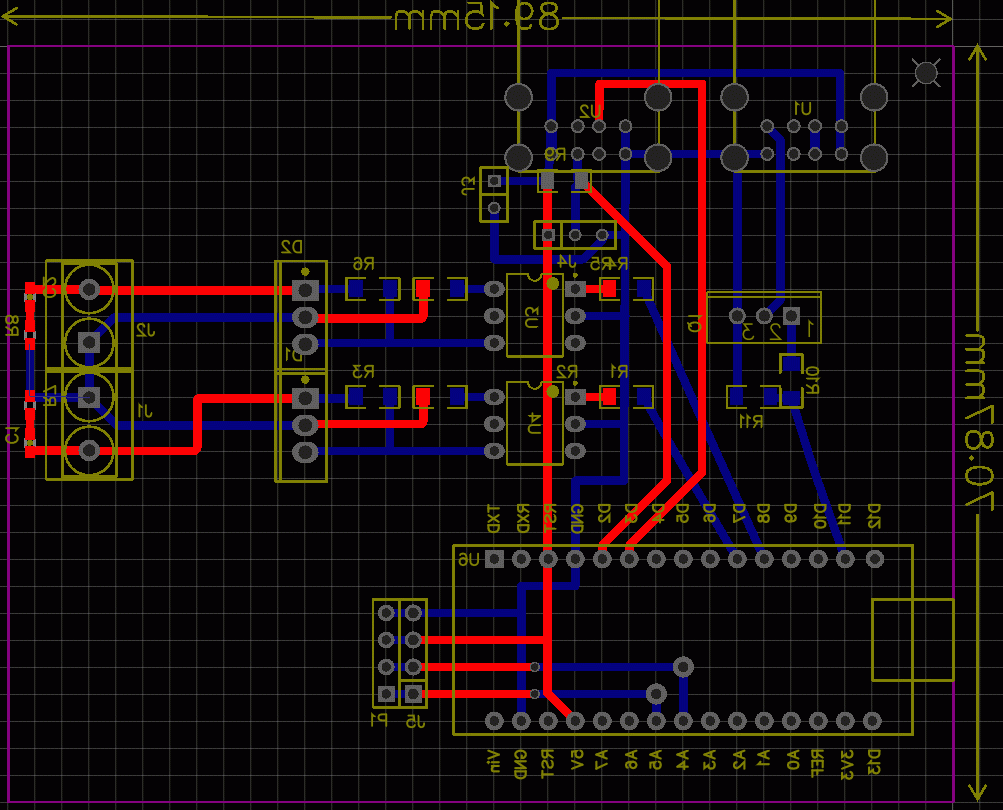 89.15mm
U2
U1
R9
J3
J4
R5
R4
D2
R6
C2
J2
R8
U3
70.87mm
Q1
3
2
1
D1
R3
R2
R1
R10
R7
J1
C1
U4
R11
TXD
RXD
RST
GND
D2
D3
D4
D5
D6
D7
D8
D9
D10
D11
D12
U6
P1
J5
Vin
GND
RST
5V
A7
A6
A5
A4
A3
A2
A1
A0
REF
3V3
D13